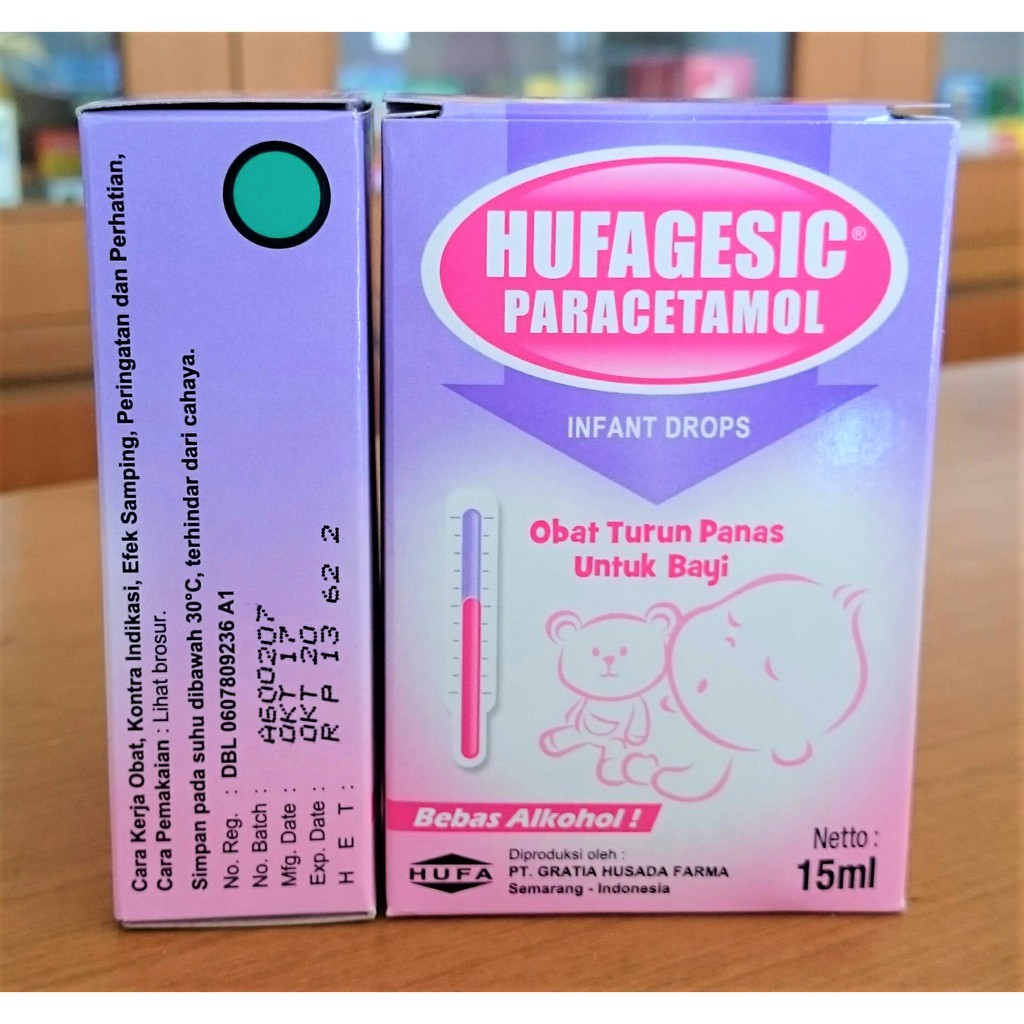 Cara Kerja Obat, Kontra Indikasi, Efek Samping, Peringatan dan Perhatian,
Cara Pemakaian : Lihat brosur.
Simpan pada suhu dibawah 30°C, terhindar dari cahaya.
No. Reg. : DBL 0607809236 A1
No. Batch : A600207
Mfg. Date : OKT 17
Exp. Date : OKT 20
H E T : RP 13 62 2
HUFAGESIC®
PARACETAMOL
INFANT DROPS
Obat Turun Panas
Untuk Bayi
Bebas Alkohol !
HUFA
Diproduksi oleh :
PT. GRATIA HUSADA FARMA
Semarang - Indonesia
Netto :
15ml